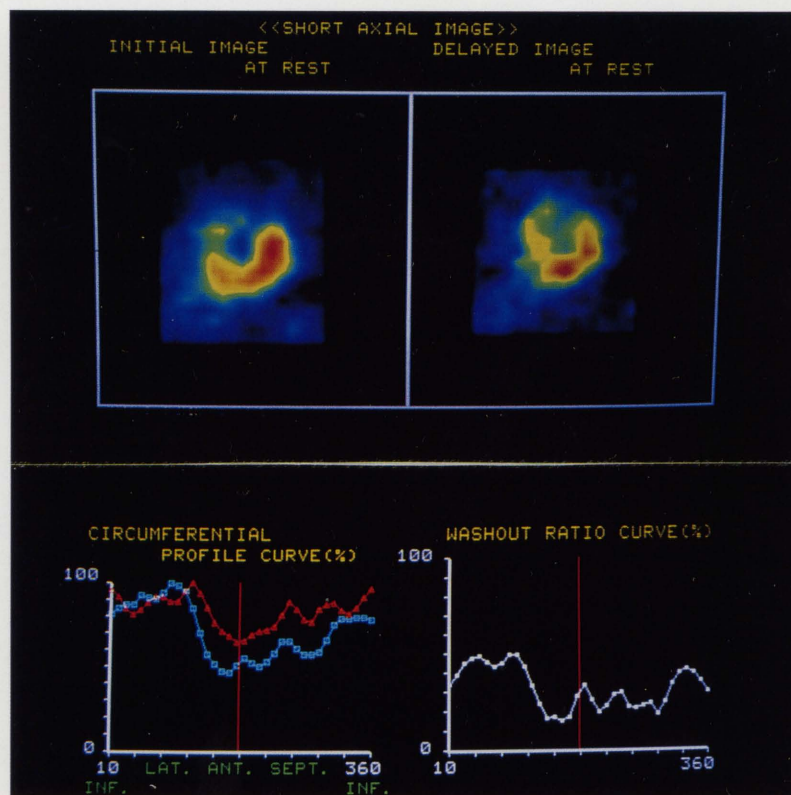 <<SHORT AXIAL IMAGE>>
INITIAL IMAGE
AT REST
DELAYED IMAGE
AT REST
CIRCUMFERENTIAL
PROFILE CURVE(%)
100
0
10 LAT. ANT. SEPT. 360
INF. INF.
WASHOUT RATIO CURVE(%)
100
0
10 360